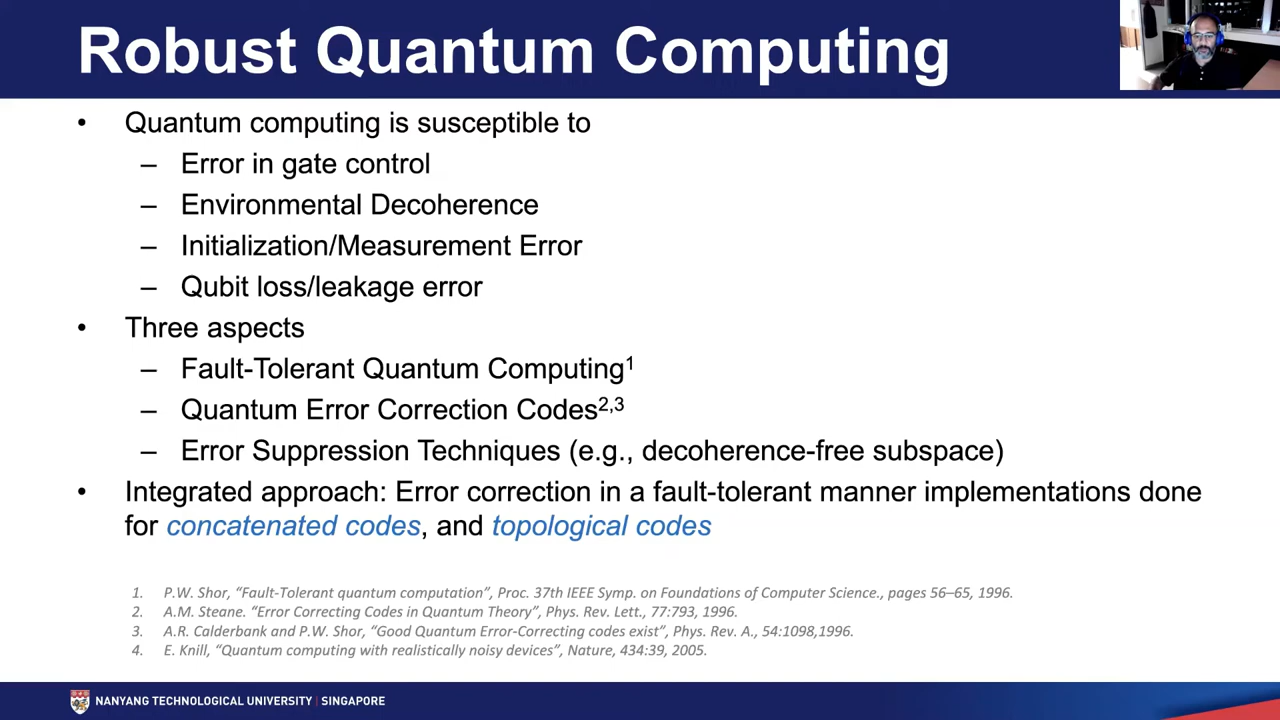 Robust Quantum Computing
• Quantum computing is susceptible to
– Error in gate control
– Environmental Decoherence
– Initialization/Measurement Error
– Qubit loss/leakage error
• Three aspects
– Fault-Tolerant Quantum Computing¹
– Quantum Error Correction Codes²,³
– Error Suppression Techniques (e.g., decoherence-free subspace)
• Integrated approach: Error correction in a fault-tolerant manner implementations done
for concatenated codes, and topological codes
1. P.W. Shor, “Fault-Tolerant quantum computation”, Proc. 37th IEEE Symp. on Foundations of Computer Science., pages 56–65, 1996.
2. A.M. Steane. “Error Correcting Codes in Quantum Theory”, Phys. Rev. Lett., 77:793, 1996.
3. A.R. Calderbank and P.W. Shor, “Good Quantum Error-Correcting codes exist”, Phys. Rev. A., 54:1098,1996.
4. E. Knill, “Quantum computing with realistically noisy devices”, Nature, 434:39, 2005.
NANYANG TECHNOLOGICAL UNIVERSITY | SINGAPORE